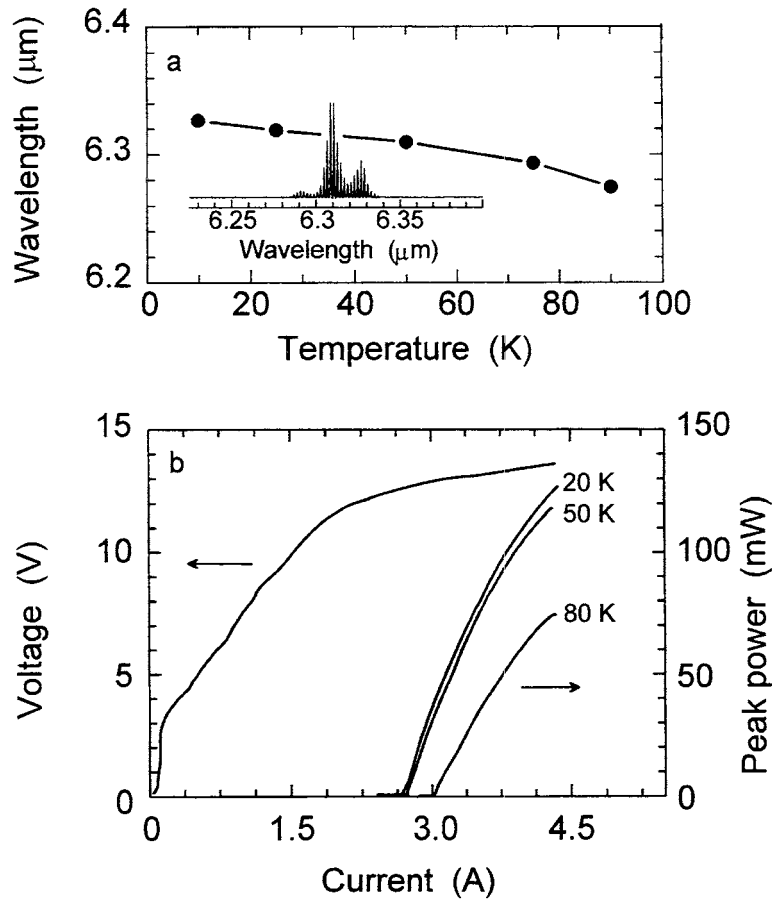 a
Wavelength (μm)
6.4
6.3
6.2
6.25 6.3 6.35
Wavelength (μm)
0 20 40 60 80 100
Temperature (K)
b
Voltage (V)
15
10
5
0
20 K
50 K
80 K
150
100
50
0
Peak power (mW)
0 1.5 3.0 4.5
Current (A)